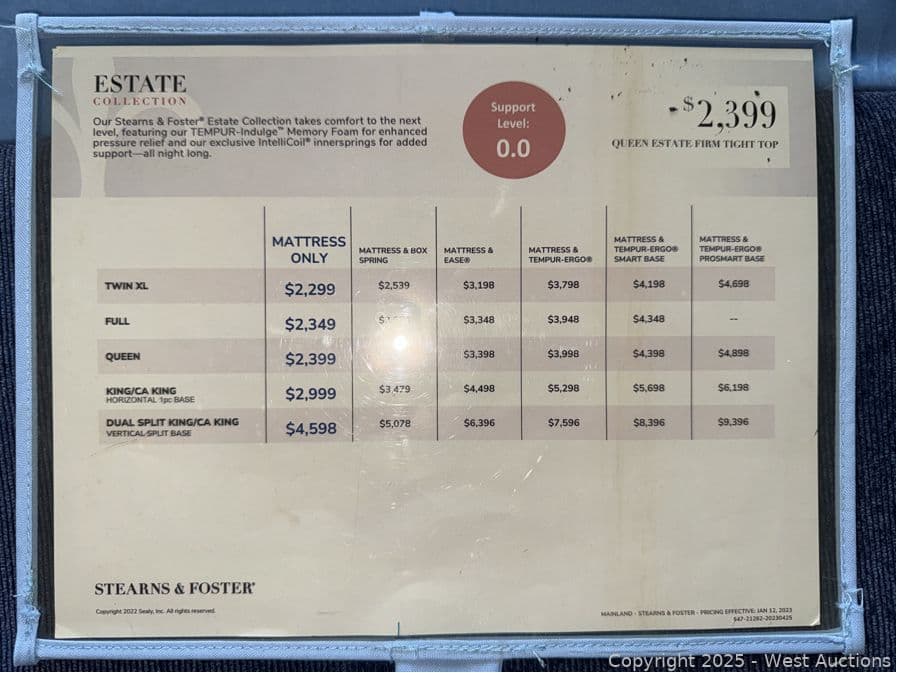 ESTATE
COLLECTION
Our Stearns & Foster® Estate Collection takes comfort to the next
level, featuring our TEMPUR-Indulge™ Memory Foam for enhanced
pressure relief and our exclusive IntelliCoil® innersprings for added
support—all night long.
Support
Level:
0.0
$2,399
QUEEN ESTATE FIRM TIGHT TOP
MATTRESS
ONLY
MATTRESS & BOX
SPRING
MATTRESS &
EASE®
MATTRESS &
TEMPUR-ERGO®
MATTRESS &
TEMPUR-ERGO®
SMART BASE
MATTRESS &
TEMPUR-ERGO®
PROSMART BASE
TWIN XL $2,299 $2,539 $3,198 $3,798 $4,198 $4,698
FULL $2,349 $3,348 $3,948 $4,348 --
QUEEN $2,399 $3,398 $3,998 $4,398 $4,898
KING/CA KING $2,999 $3,479 $4,498 $5,298 $5,698 $6,198
HORIZONTAL 1pc BASE
DUAL SPLIT KING/CA KING $4,598 $5,078 $6,396 $7,596 $8,396 $9,396
VERTICAL-SPLIT BASE
STEARNS & FOSTER®
Copyright 2022 Sealy, Inc. All rights reserved.
MAINLAND - STEARNS & FOSTER - PRICING EFFECTIVE: JAN 12, 2023
547-21282-20230425
Copyright 2025 - West Auctions